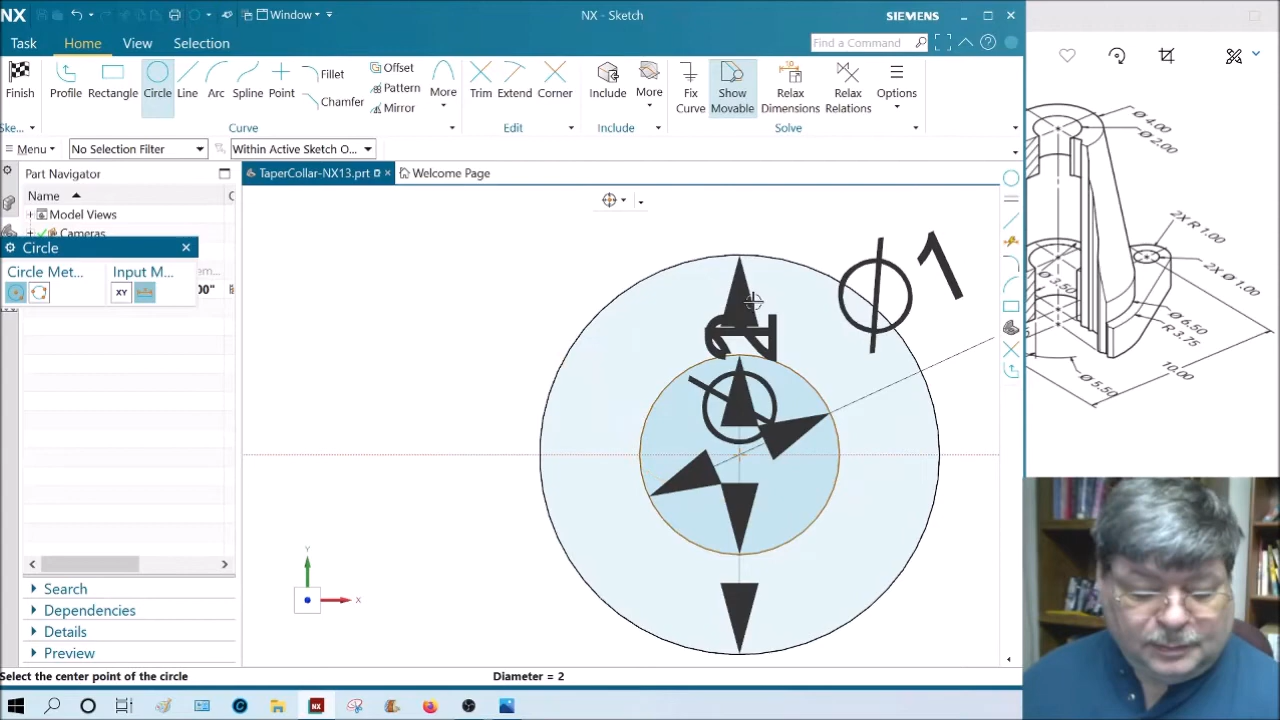 NX
Window
NX - Sketch
SIEMENS
Task
Home
View
Selection
Find a Command
Finish
Profile
Rectangle
Circle
Line
Arc
Spline
Point
Fillet
Chamfer
Offset
Pattern
Mirror
More
Trim
Extend
Corner
Include
More
Fix
Curve
Show
Movable
Relax
Dimensions
Relax
Relations
Options
Ske...
Curve
Edit
Include
Solve
Menu
No Selection Filter
Within Active Sketch O...
Part Navigator
TaperCollar-NX13.prt
Welcome Page
Name
Model Views
Cameras
Circle
Circle Met...
Input M...
XY
Ø 1
Ø 4.00
Ø 2.00
2X R 1.00
2X Ø 1.00
Ø 3.50
Ø 6.50
R 3.75
10.00
Ø 5.50
Y
X
Search
Dependencies
Details
Preview
Select the center point of the circle
Diameter = 2